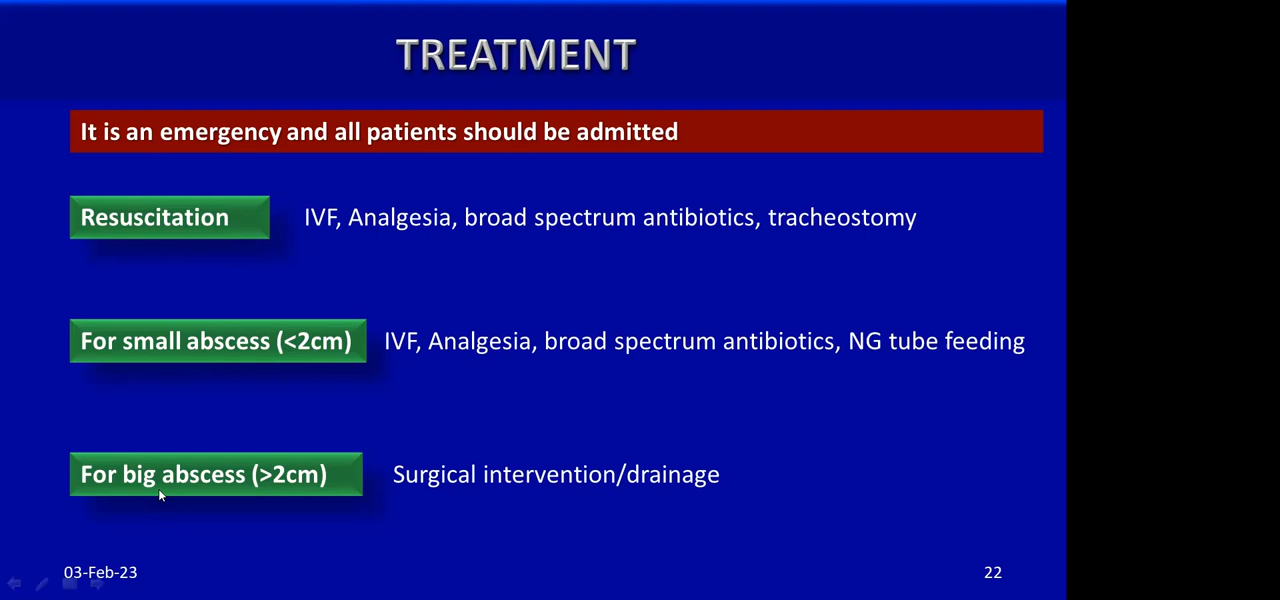 TREATMENT
It is an emergency and all patients should be admitted
Resuscitation IVF, Analgesia, broad spectrum antibiotics, tracheostomy
For small abscess (<2cm) IVF, Analgesia, broad spectrum antibiotics, NG tube feeding
For big abscess (>2cm) Surgical intervention/drainage
03-Feb-23 22